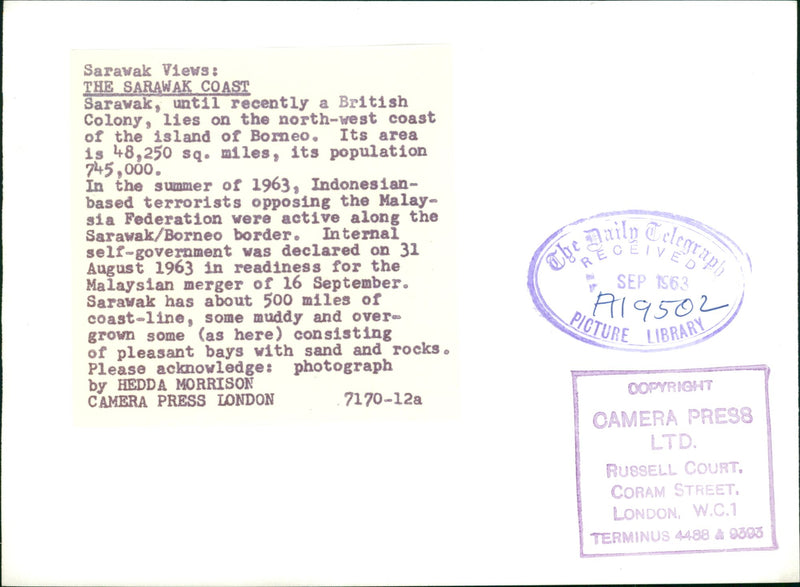 Sarawak Views:
THE SARAWAK COAST
Sarawak, until recently a British
Colony, lies on the north-west coast
of the island of Borneo. Its area
is 48,250 sq. miles, its population
745,000.
In the summer of 1963, Indonesian-
based terrorists opposing the Malay-
sia Federation were active along the
Sarawak/Borneo border. Internal
self-government was declared on 31
August 1963 in readiness for the
Malaysian merger of 16 September.
Sarawak has about 500 miles of
coast-line, some muddy and over-
grown some (as here) consisting
of pleasant bays with sand and rocks.
Please acknowledge: photograph
by HEDDA MORRISON
CAMERA PRESS LONDON 7170-12a
The Daily Telegraph
RECEIVED
SEP 1963
A19502
PICTURE LIBRARY
COPYRIGHT
CAMERA PRESS
LTD.
RUSSELL COURT,
CORAM STREET,
LONDON, W.C.1
TERMINUS 4488 & 9393